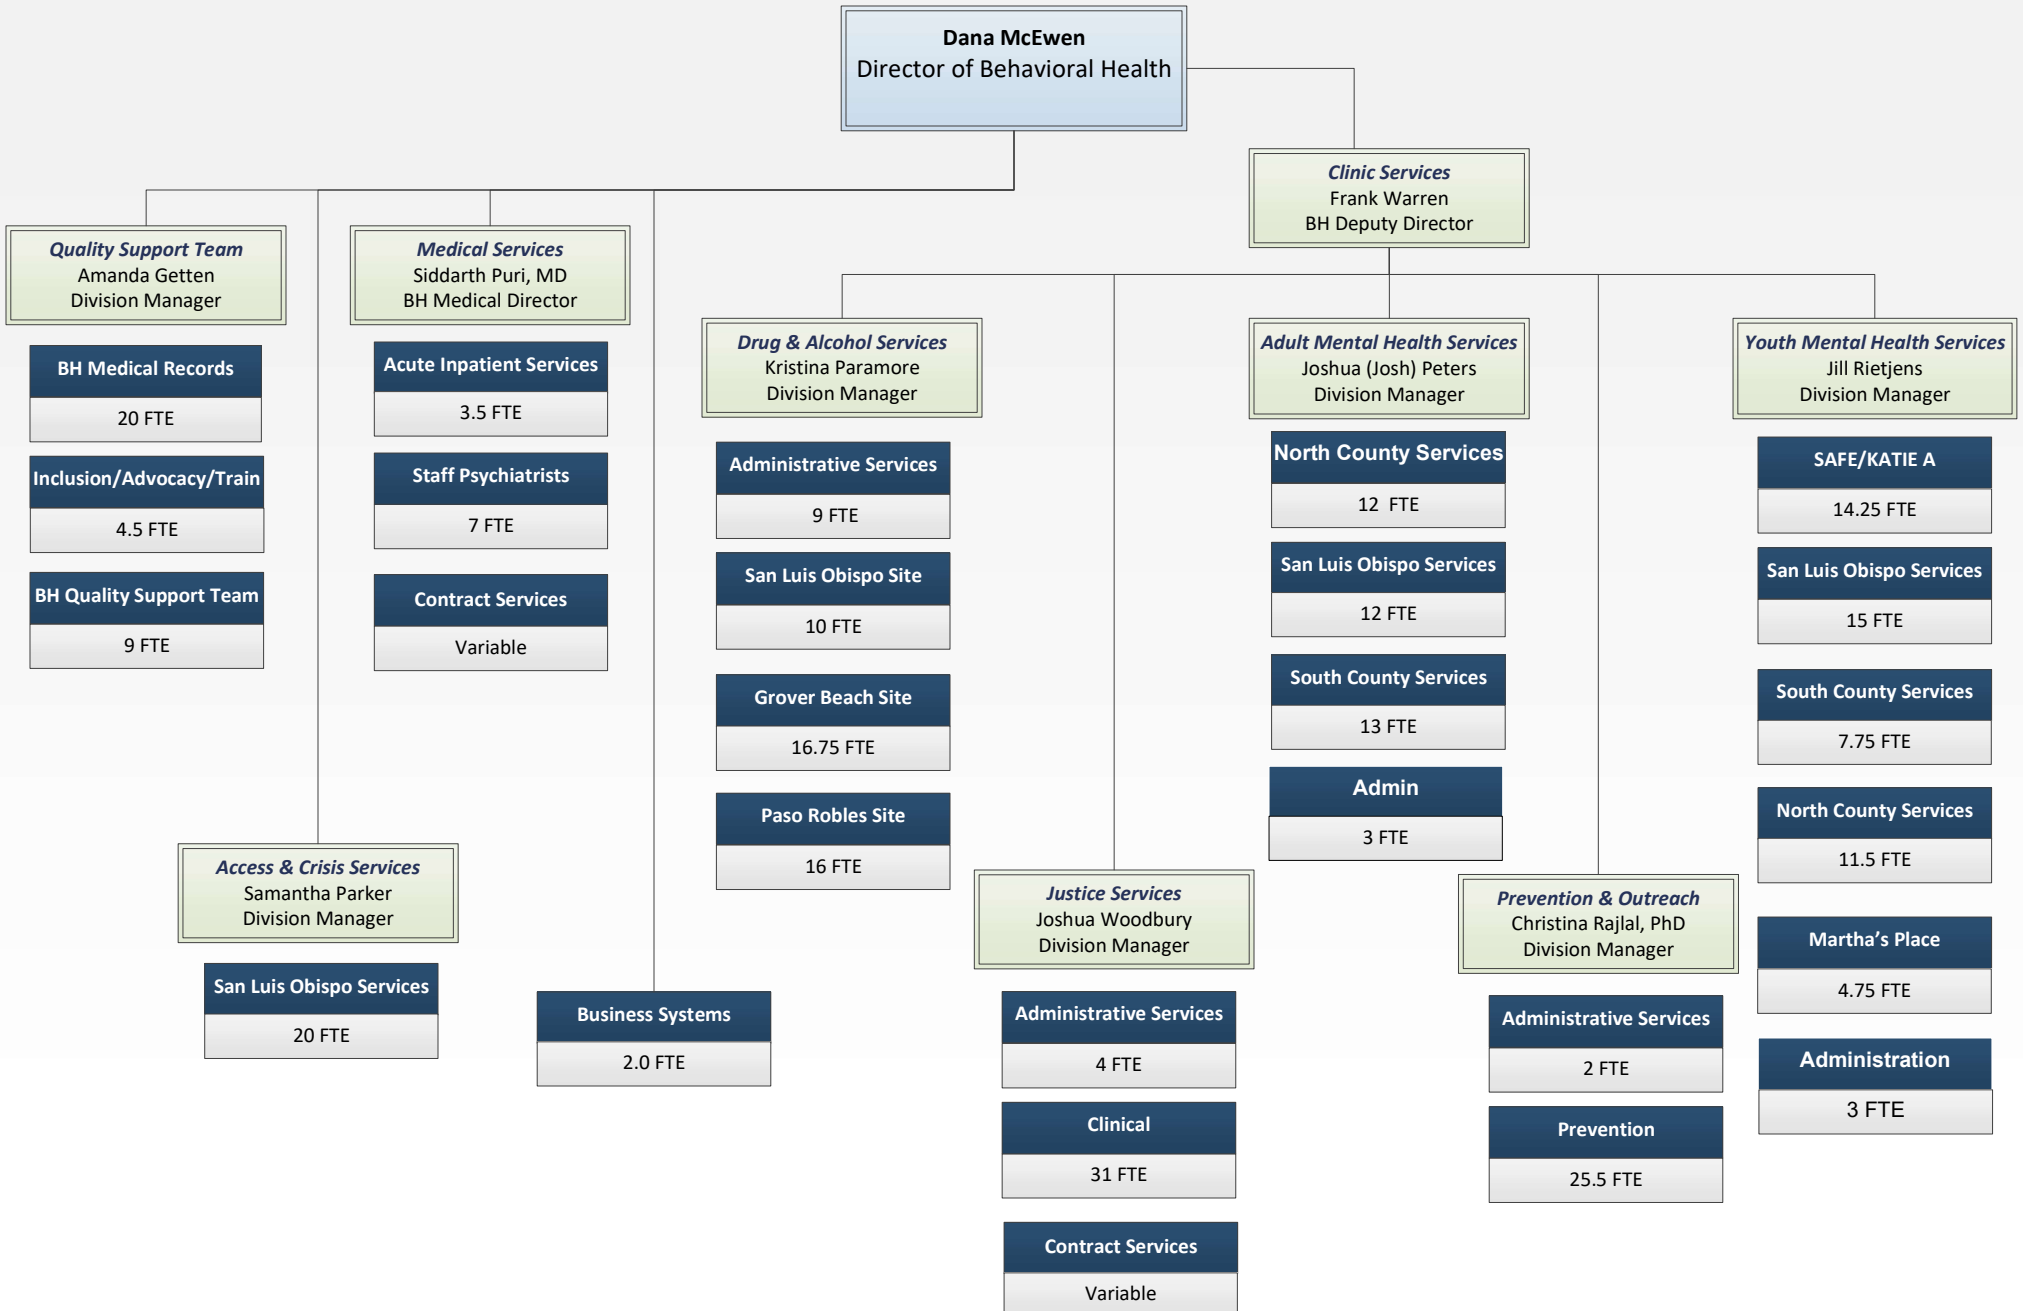 Dana McEwen
Director of Behavioral Health
Clinic Services
Frank Warren
BH Deputy Director
Quality Support Team
Amanda Getten
Division Manager
BH Medical Records
20 FTE
Inclusion/Advocacy/Train
4.5 FTE
BH Quality Support Team
9 FTE
Medical Services
Siddarth Puri, MD
BH Medical Director
Acute Inpatient Services
3.5 FTE
Staff Psychiatrists
7 FTE
Contract Services
Variable
Access & Crisis Services
Samantha Parker
Division Manager
San Luis Obispo Services
20 FTE
Business Systems
2.0 FTE
Drug & Alcohol Services
Kristina Paramore
Division Manager
Administrative Services
9 FTE
San Luis Obispo Site
10 FTE
Grover Beach Site
16.75 FTE
Paso Robles Site
16 FTE
Justice Services
Joshua Woodbury
Division Manager
Administrative Services
4 FTE
Clinical
31 FTE
Contract Services
Variable
Adult Mental Health Services
Joshua (Josh) Peters
Division Manager
North County Services
12 FTE
San Luis Obispo Services
12 FTE
South County Services
13 FTE
Admin
3 FTE
Prevention & Outreach
Christina Rajlal, PhD
Division Manager
Administrative Services
2 FTE
Prevention
25.5 FTE
Youth Mental Health Services
Jill Rietjens
Division Manager
SAFE/KATIE A
14.25 FTE
San Luis Obispo Services
15 FTE
South County Services
7.75 FTE
North County Services
11.5 FTE
Martha’s Place
4.75 FTE
Administration
3 FTE